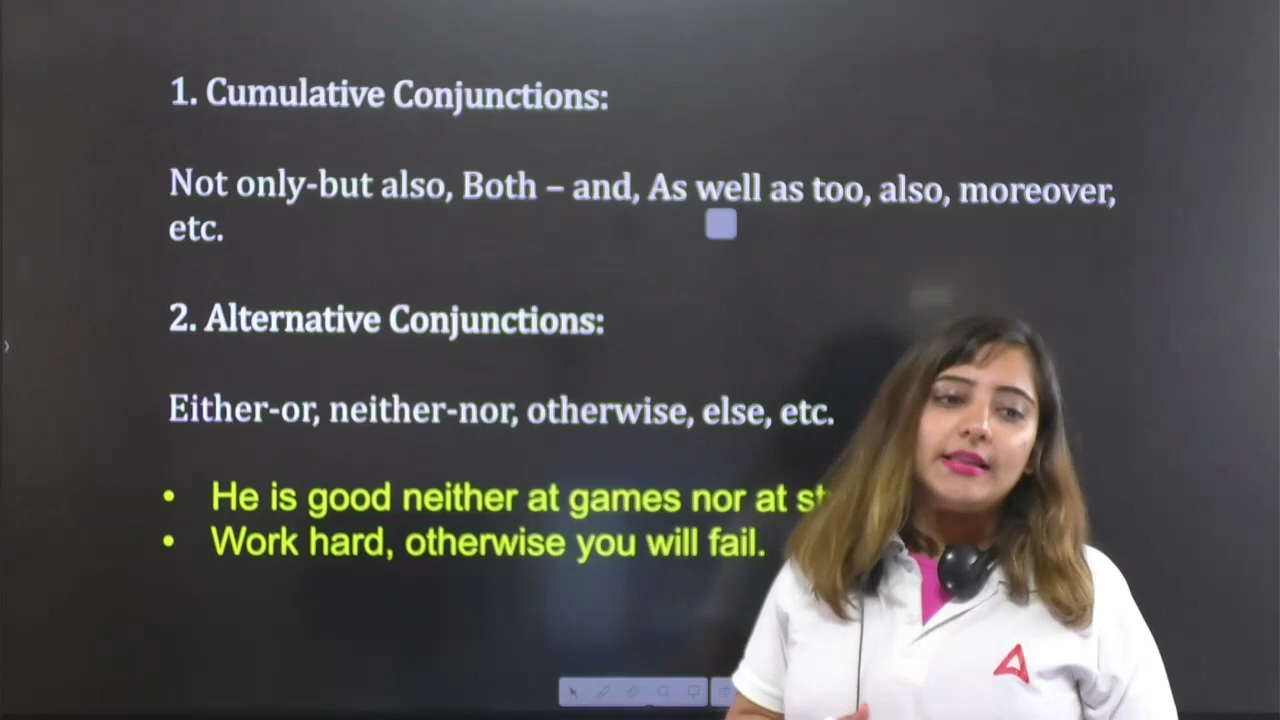 1. Cumulative Conjunctions:
Not only-but also, Both – and, As well as too, also, moreover,
etc.
2. Alternative Conjunctions:
Either-or, neither-nor, otherwise, else, etc.
• He is good neither at games nor at
• Work hard, otherwise you will fail.